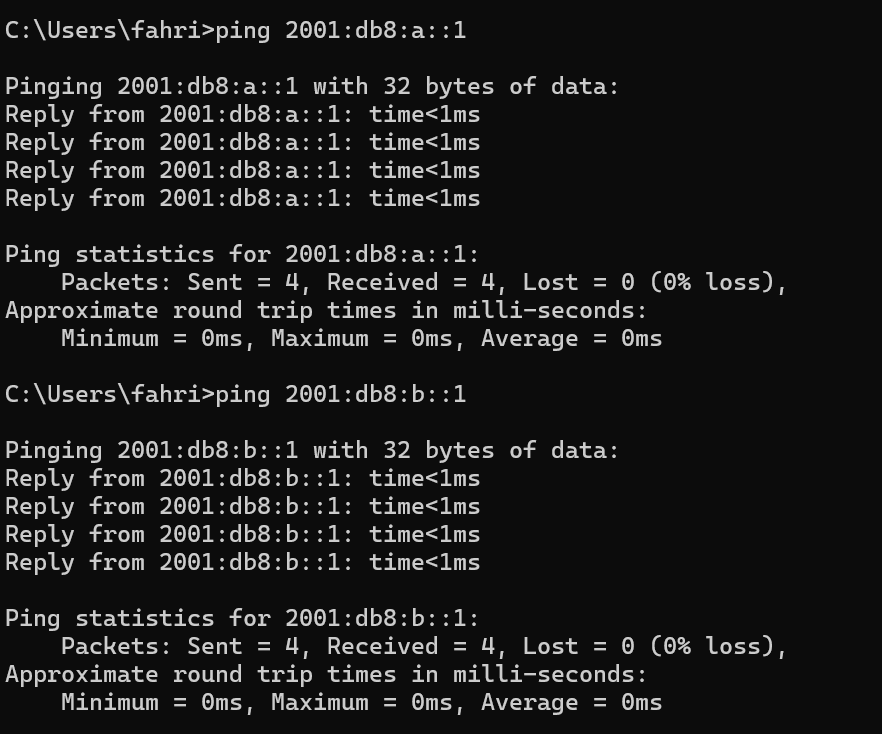 C:\Users\fahri>ping 2001:db8:a::1
Pinging 2001:db8:a::1 with 32 bytes of data:
Reply from 2001:db8:a::1: time<1ms
Reply from 2001:db8:a::1: time<1ms
Reply from 2001:db8:a::1: time<1ms
Reply from 2001:db8:a::1: time<1ms
Ping statistics for 2001:db8:a::1:
    Packets: Sent = 4, Received = 4, Lost = 0 (0% loss),
Approximate round trip times in milli-seconds:
    Minimum = 0ms, Maximum = 0ms, Average = 0ms
C:\Users\fahri>ping 2001:db8:b::1
Pinging 2001:db8:b::1 with 32 bytes of data:
Reply from 2001:db8:b::1: time<1ms
Reply from 2001:db8:b::1: time<1ms
Reply from 2001:db8:b::1: time<1ms
Reply from 2001:db8:b::1: time<1ms
Ping statistics for 2001:db8:b::1:
    Packets: Sent = 4, Received = 4, Lost = 0 (0% loss),
Approximate round trip times in milli-seconds:
    Minimum = 0ms, Maximum = 0ms, Average = 0ms